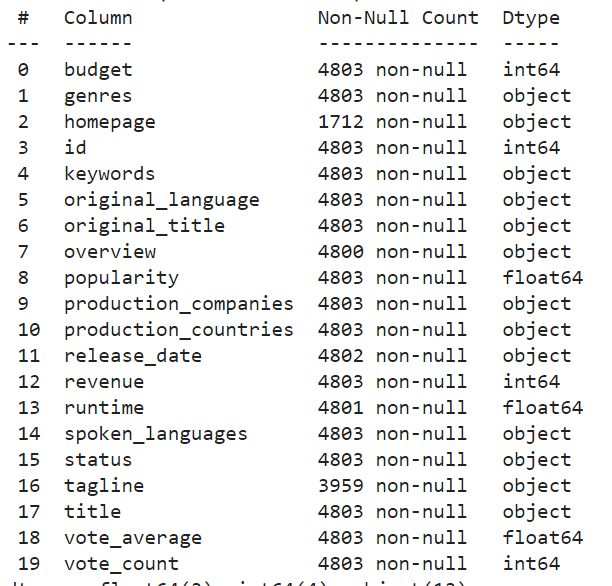 # Column Non-Null Count Dtype
--- ------ -------------- -----
0 budget 4803 non-null int64
1 genres 4803 non-null object
2 homepage 1712 non-null object
3 id 4803 non-null int64
4 keywords 4803 non-null object
5 original_language 4803 non-null object
6 original_title 4803 non-null object
7 overview 4800 non-null object
8 popularity 4803 non-null float64
9 production_companies 4803 non-null object
10 production_countries 4803 non-null object
11 release_date 4802 non-null object
12 revenue 4803 non-null int64
13 runtime 4801 non-null float64
14 spoken_languages 4803 non-null object
15 status 4803 non-null object
16 tagline 3959 non-null object
17 title 4803 non-null object
18 vote_average 4803 non-null float64
19 vote_count 4803 non-null int64